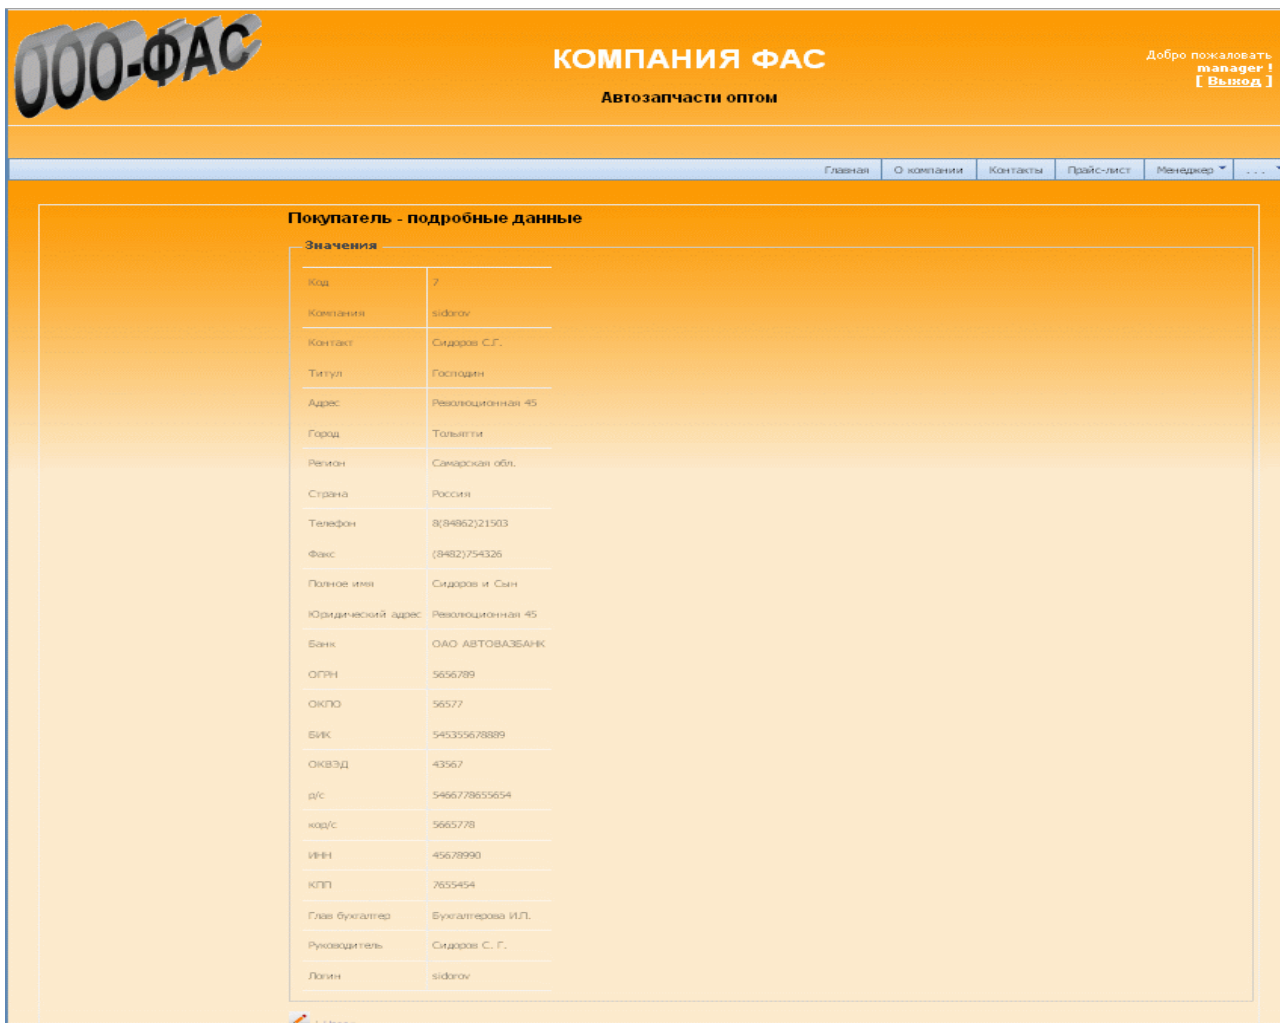 ООО-ФАС
КОМПАНИЯ ФАС
Автозапчасти оптом
Добро пожаловать
manager !
[ Выход ]
Главная О компании Контакты Прайс-лист Менеджер ...
Покупатель - подробные данные
Значения
Код 7
Компания sidorov
Контакт Сидоров С.Г.
Титул Господин
Адрес Революционная 45
Город Тольятти
Регион Самарская обл.
Страна Россия
Телефон 8(84862)21503
Факс (8482)754326
Полное имя Сидоров и Сын
Юридический адрес Революционная 45
Банк ОАО АВТОВАЗБАНК
ОГРН 5656789
ОКПО 56577
БИК 545355678889
ОКВЭД 43567
р/с 5466778655654
кор/с 5665778
ИНН 45678990
КПП 7655454
Глав бухгалтер Бухгалтерова И.П.
Руководитель Сидоров С. Г.
Логин sidorov